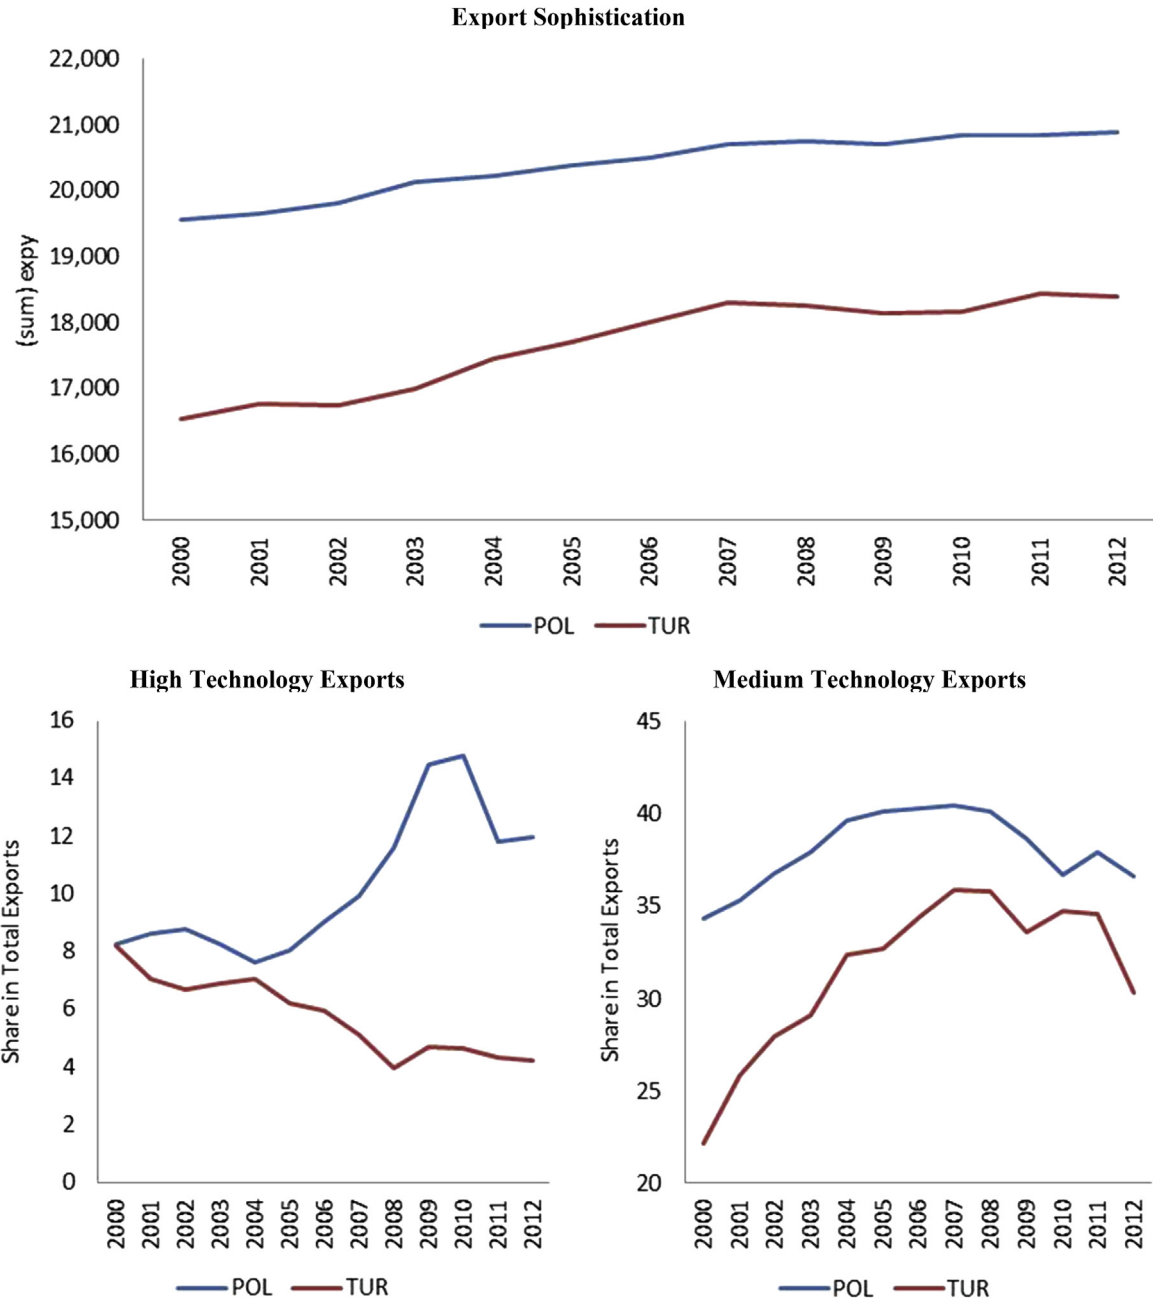 Export Sophistication
22,000
21,000
20,000
19,000
18,000
17,000
16,000
15,000
(sum) expy
2000 2001 2002 2003 2004 2005 2006 2007 2008 2009 2010 2011 2012
POL TUR
High Technology Exports
16
14
12
10
8
6
4
2
0
Share in Total Exports
2000 2001 2002 2003 2004 2005 2006 2007 2008 2009 2010 2011 2012
POL TUR
Medium Technology Exports
45
40
35
30
25
20
Share in Total Exports
2000 2001 2002 2003 2004 2005 2006 2007 2008 2009 2010 2011 2012
POL TUR